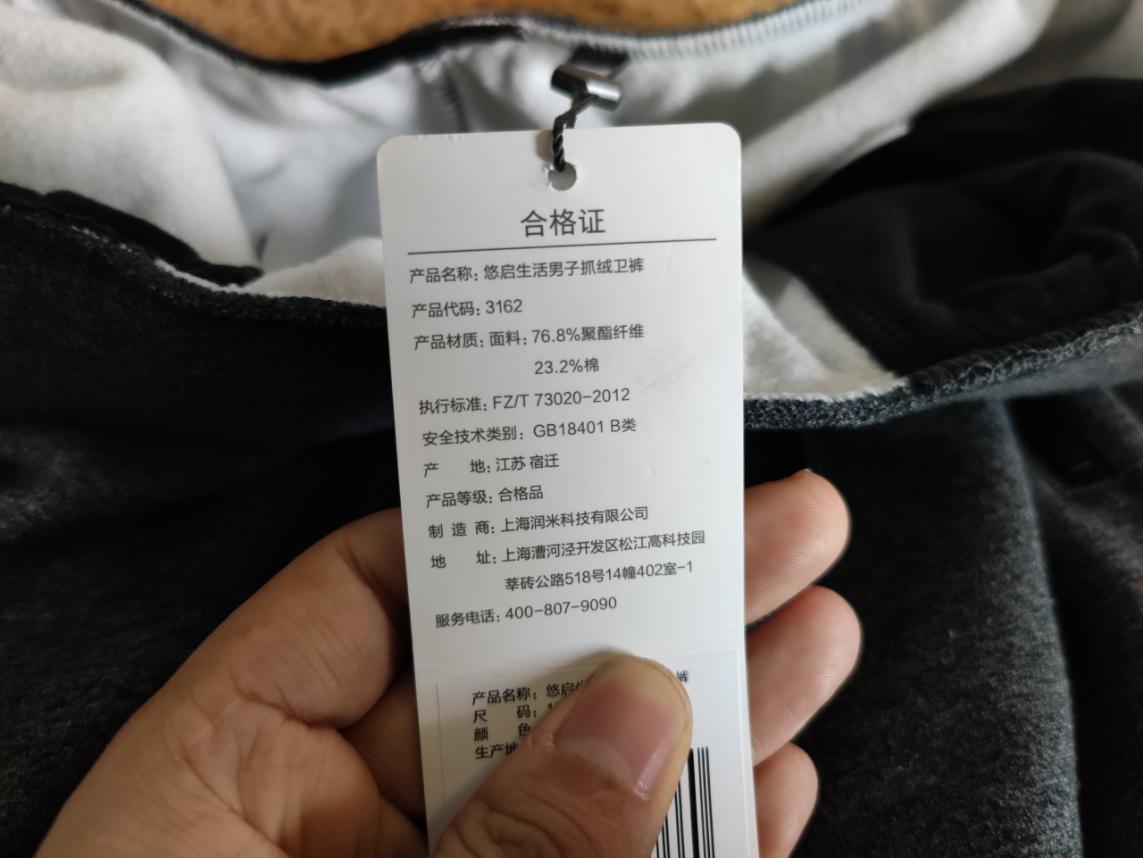 合格证
产品名称: 悠启生活男子抓绒卫裤
产品代码: 3162
产品材质: 面料: 76.8%聚酯纤维
23.2%棉
执行标准: FZ/T 73020-2012
安全技术类别: GB18401 B类
产 地: 江苏 宿迁
产品等级: 合格品
制 造 商: 上海润米科技有限公司
地 址: 上海漕河泾开发区松江高科技园
莘砖公路518号14幢402室-1
服务电话: 400-807-9090
产品名称: 悠启 裤
尺 码:
颜 色
生产地